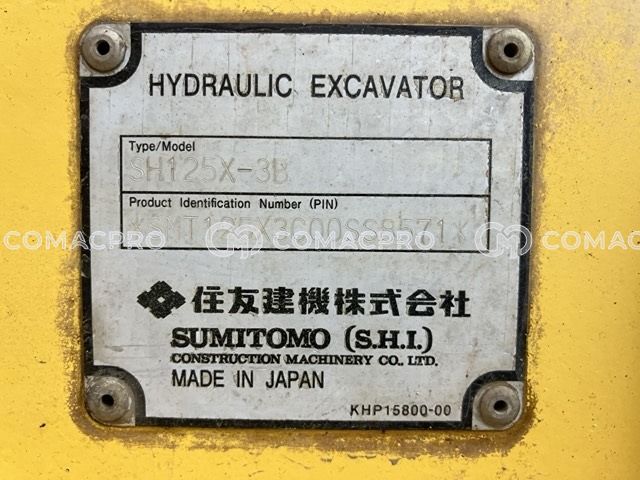 HYDRAULIC EXCAVATOR
Type/Model
SH125X-3B
Product Identification Number (PIN)
COMACPRO COMACPRO COMACPRO
住友建機株式会社
SUMITOMO (S.H.I.)
CONSTRUCTION MACHINERY CO., LTD.
MADE IN JAPAN
KHP15800-00